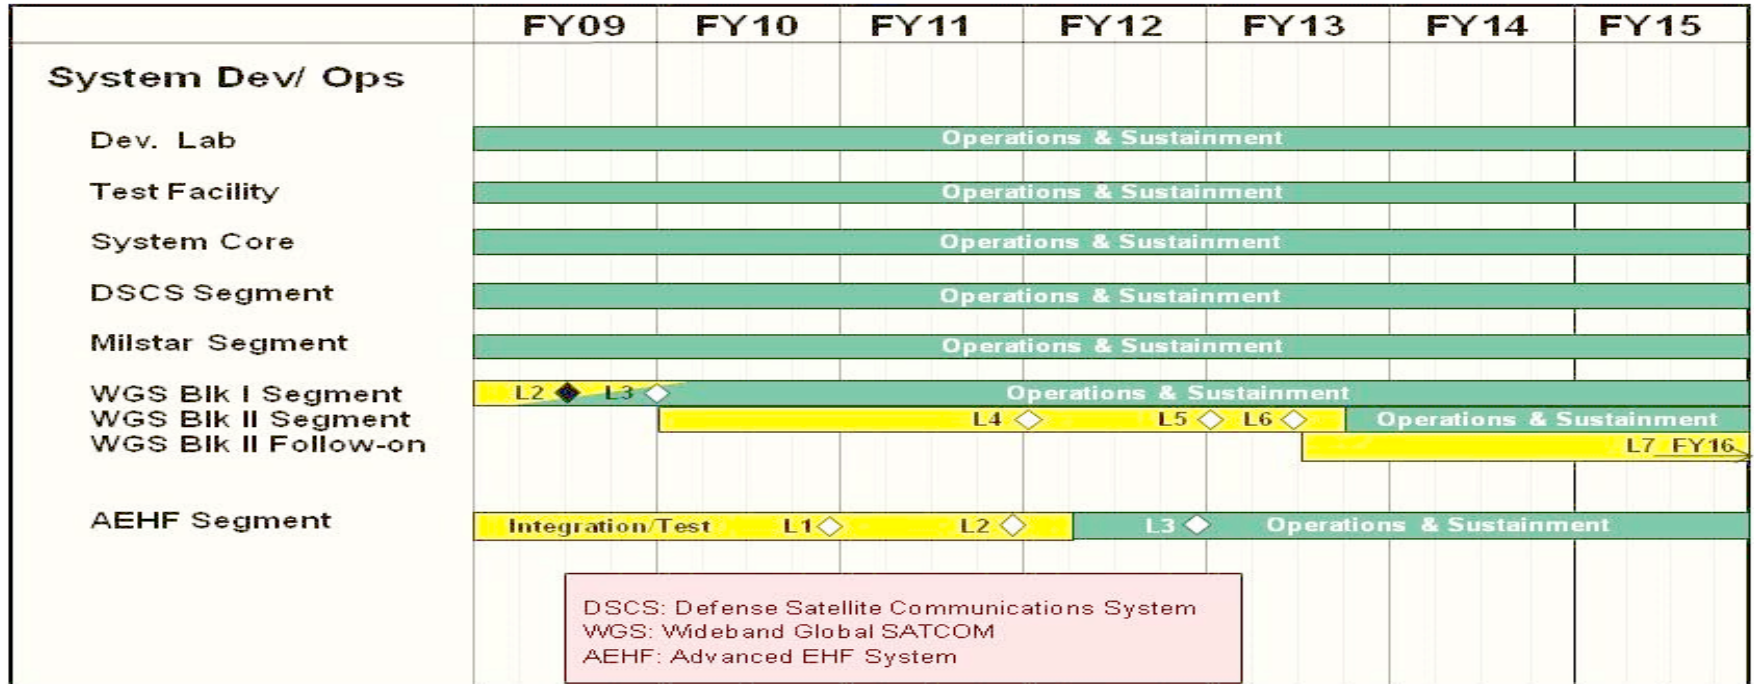 FY09 FY10 FY11 FY12 FY13 FY14 FY15
System Dev/ Ops
Dev. Lab Operations & Sustainment
Test Facility Operations & Sustainment
System Core Operations & Sustainment
DSCS Segment Operations & Sustainment
Milstar Segment Operations & Sustainment
WGS Blk I Segment L2 L3 Operations & Sustainment
WGS Blk II Segment L4 L5 L6 Operations & Sustainment
WGS Blk II Follow-on L7 FY16
AEHF Segment Integration/Test L1 L2 L3 Operations & Sustainment
DSCS: Defense Satellite Communications System
WGS: Wideband Global SATCOM
AEHF: Advanced EHF System